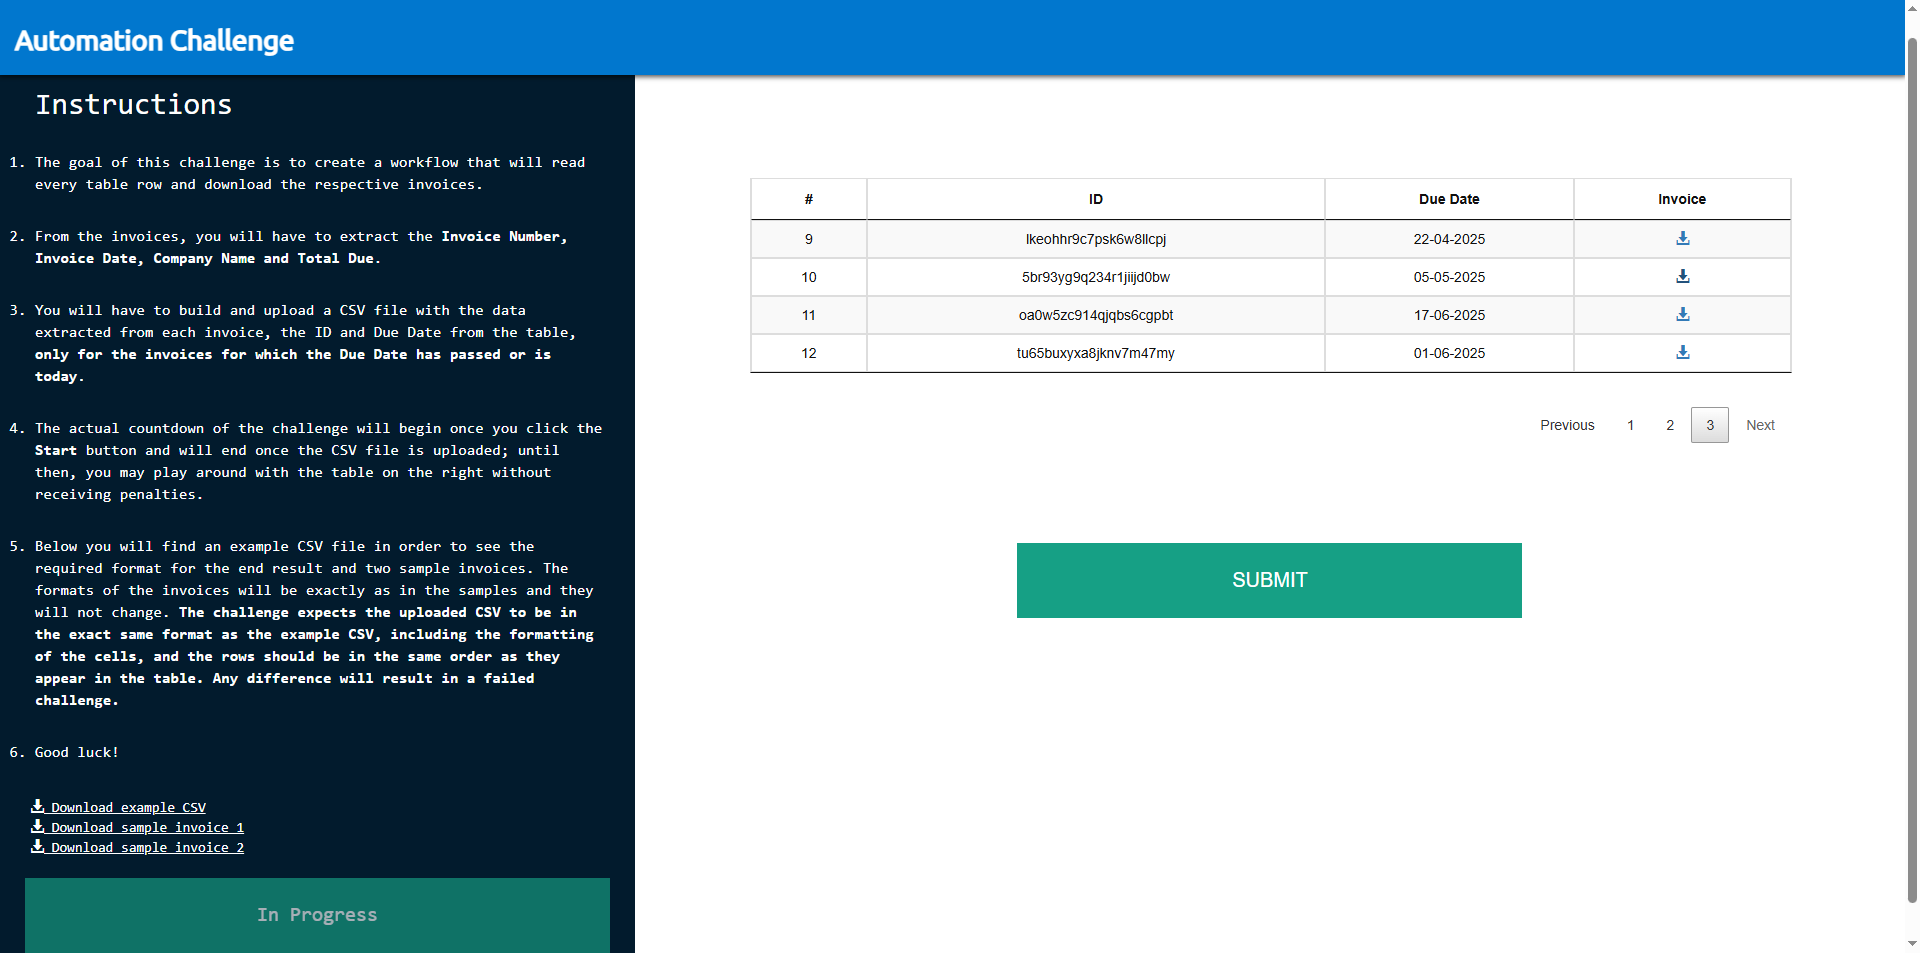 Automation Challenge
Instructions
1. The goal of this challenge is to create a workflow that will read
every table row and download the respective invoices.
2. From the invoices, you will have to extract the Invoice Number,
Invoice Date, Company Name and Total Due.
3. You will have to build and upload a CSV file with the data
extracted from each invoice, the ID and Due Date from the table,
only for the invoices for which the Due Date has passed or is
today.
4. The actual countdown of the challenge will begin once you click the
Start button and will end once the CSV file is uploaded; until
then, you may play around with the table on the right without
receiving penalties.
5. Below you will find an example CSV file in order to see the
required format for the end result and two sample invoices. The
formats of the invoices will be exactly as in the samples and they
will not change. The challenge expects the uploaded CSV to be in
the exact same format as the example CSV, including the formatting
of the cells, and the rows should be in the same order as they
appear in the table. Any difference will result in a failed
challenge.
6. Good luck!
Download example CSV
Download sample invoice 1
Download sample invoice 2
In Progress
# ID Due Date Invoice
9 lkeohhr9c7psk6w8llcpj 22-04-2025
10 5br93yg9q234r1jiijd0bw 05-05-2025
11 oa0w5zc914qjqbs6cgpbt 17-06-2025
12 tu65buxyxa8jknv7m47my 01-06-2025
Previous 1 2 3 Next
SUBMIT